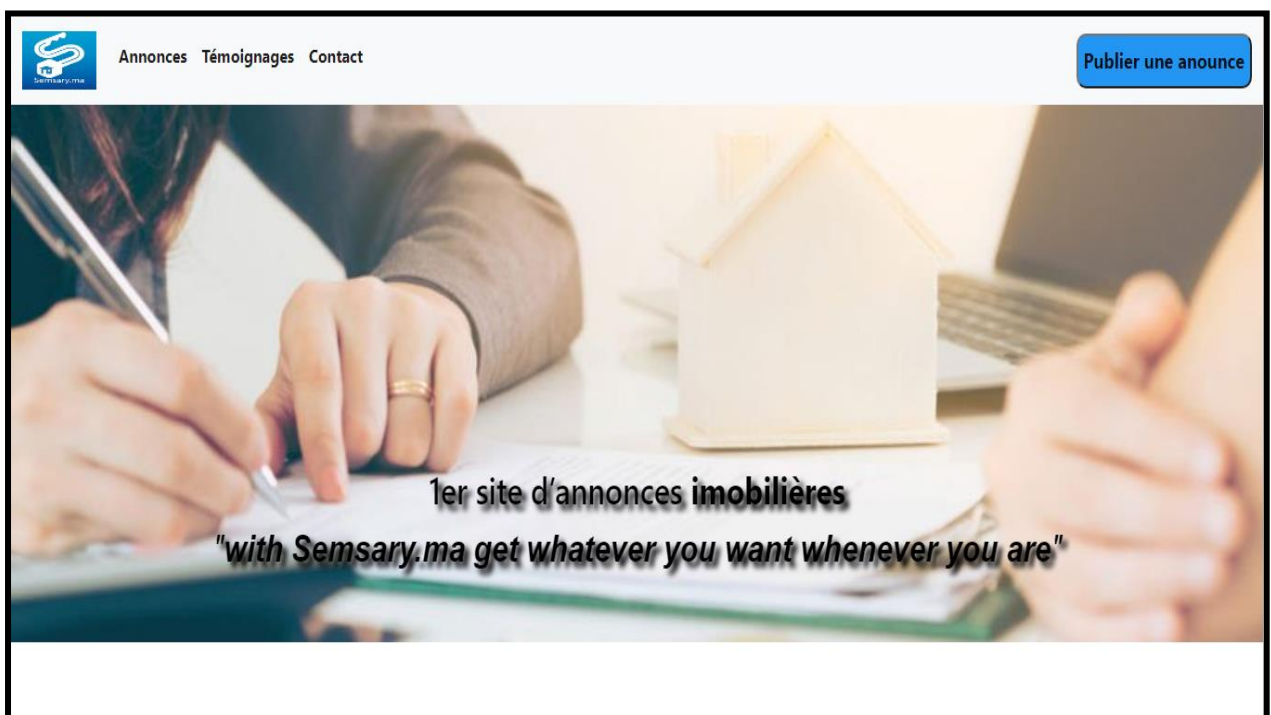 Semsary.ma
Annonces Témoignages Contact
Publier une anounce
1er site d'annonces imobilières
"with Semsary.ma get whatever you want whenever you are"